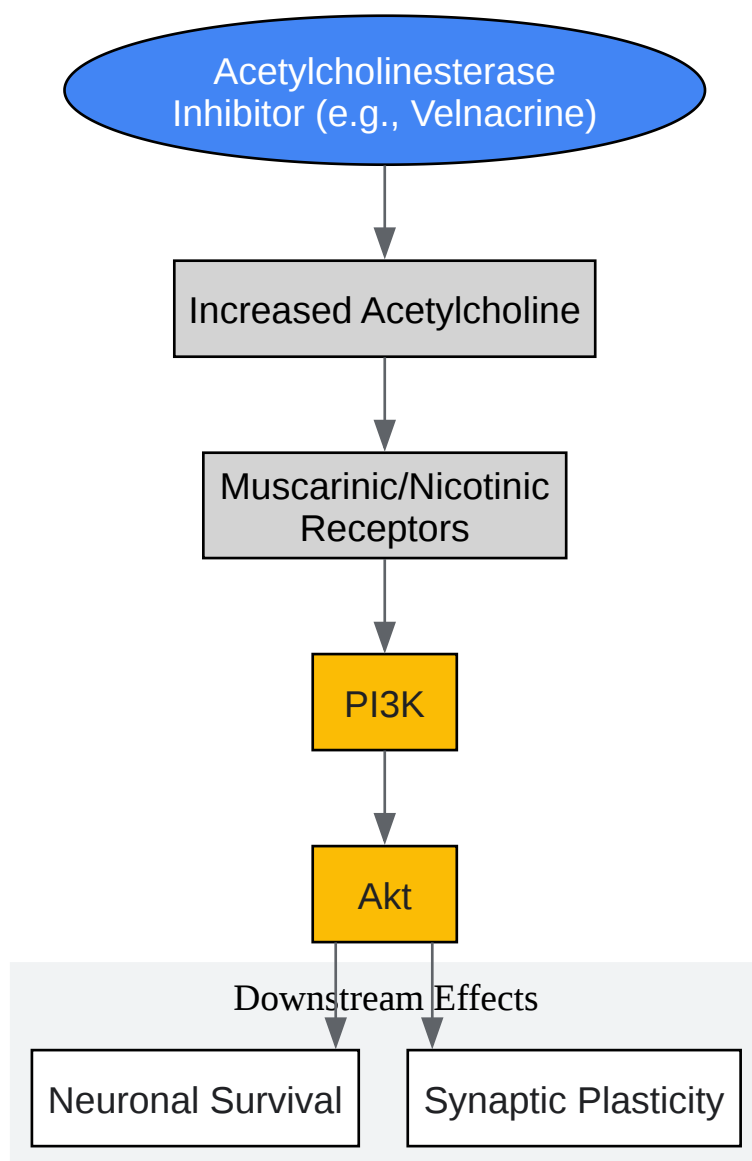 Acetylcholinesterase
Inhibitor (e.g., Velnacrine)
Increased Acetylcholine
Muscarinic/Nicotinic
Receptors
PI3K
Akt
Downstream Effects
Neuronal Survival
Synaptic Plasticity